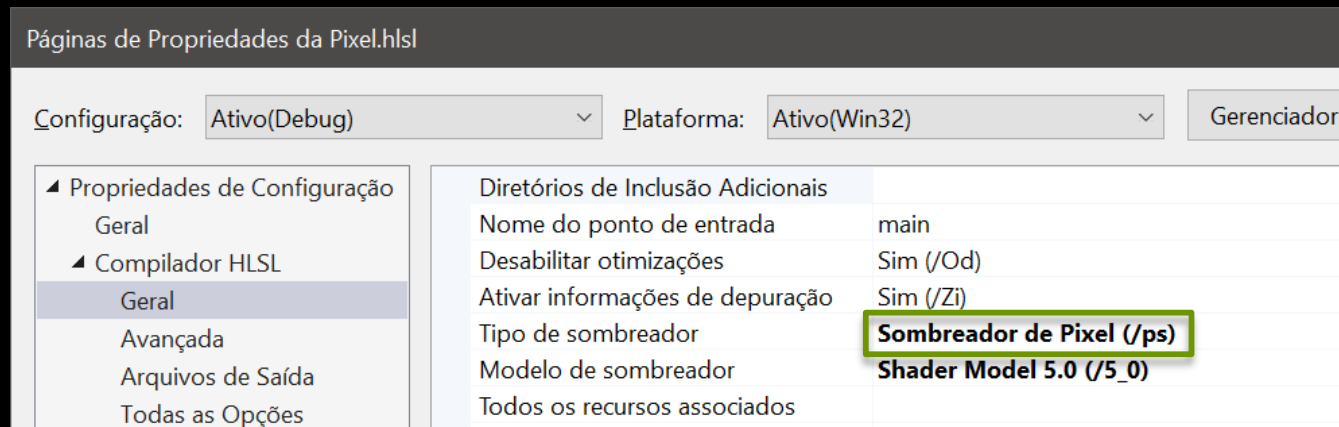 Páginas de Propriedades da Pixel.hlsl
Configuração: Ativo(Debug) Plataforma: Ativo(Win32) Gerenciador
Propriedades de Configuração
Geral
Compilador HLSL
Geral
Avançada
Arquivos de Saída
Todas as Opções
Diretórios de Inclusão Adicionais
Nome do ponto de entrada main
Desabilitar otimizações Sim (/Od)
Ativar informações de depuração Sim (/Zi)
Tipo de sombreador Sombreador de Pixel (/ps)
Modelo de sombreador Shader Model 5.0 (/5_0)
Todos os recursos associados